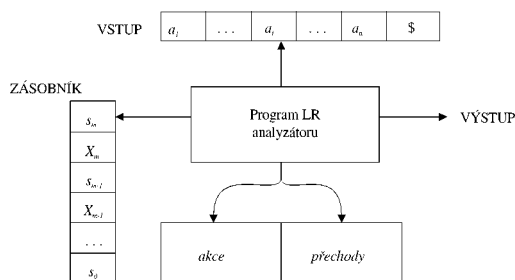 VSTUP a₁ . . . aᵢ . . . aₙ $
ZÁSOBNÍK
sₘ
Xₘ
sₘ₋₁
Xₘ₋₁
. . .
s₀
Program LR
analyzátoru
VÝSTUP
akce přechody